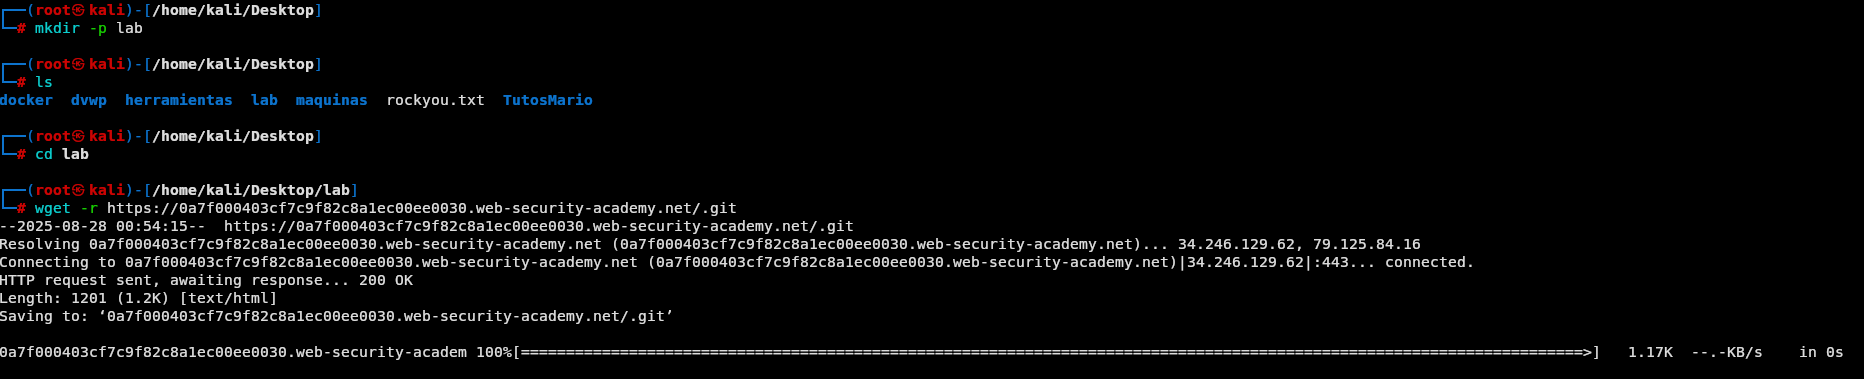 ┌──(root㉿kali)-[/home/kali/Desktop]
└─# mkdir -p lab
┌──(root㉿kali)-[/home/kali/Desktop]
└─# ls
docker  dvwp  herramientas  lab  maquinas  rockyou.txt  TutosMario
┌──(root㉿kali)-[/home/kali/Desktop]
└─# cd lab
┌──(root㉿kali)-[/home/kali/Desktop/lab]
└─# wget -r https://0a7f000403cf7c9f82c8a1ec00ee0030.web-security-academy.net/.git
--2025-08-28 00:54:15--  https://0a7f000403cf7c9f82c8a1ec00ee0030.web-security-academy.net/.git
Resolving 0a7f000403cf7c9f82c8a1ec00ee0030.web-security-academy.net (0a7f000403cf7c9f82c8a1ec00ee0030.web-security-academy.net)... 34.246.129.62, 79.125.84.16
Connecting to 0a7f000403cf7c9f82c8a1ec00ee0030.web-security-academy.net (0a7f000403cf7c9f82c8a1ec00ee0030.web-security-academy.net)|34.246.129.62|:443... connected.
HTTP request sent, awaiting response... 200 OK
Length: 1201 (1.2K) [text/html]
Saving to: ‘0a7f000403cf7c9f82c8a1ec00ee0030.web-security-academy.net/.git’
0a7f000403cf7c9f82c8a1ec00ee0030.web-security-academ 100%[======================================================================================================================>]   1.17K  --.-KB/s    in 0s